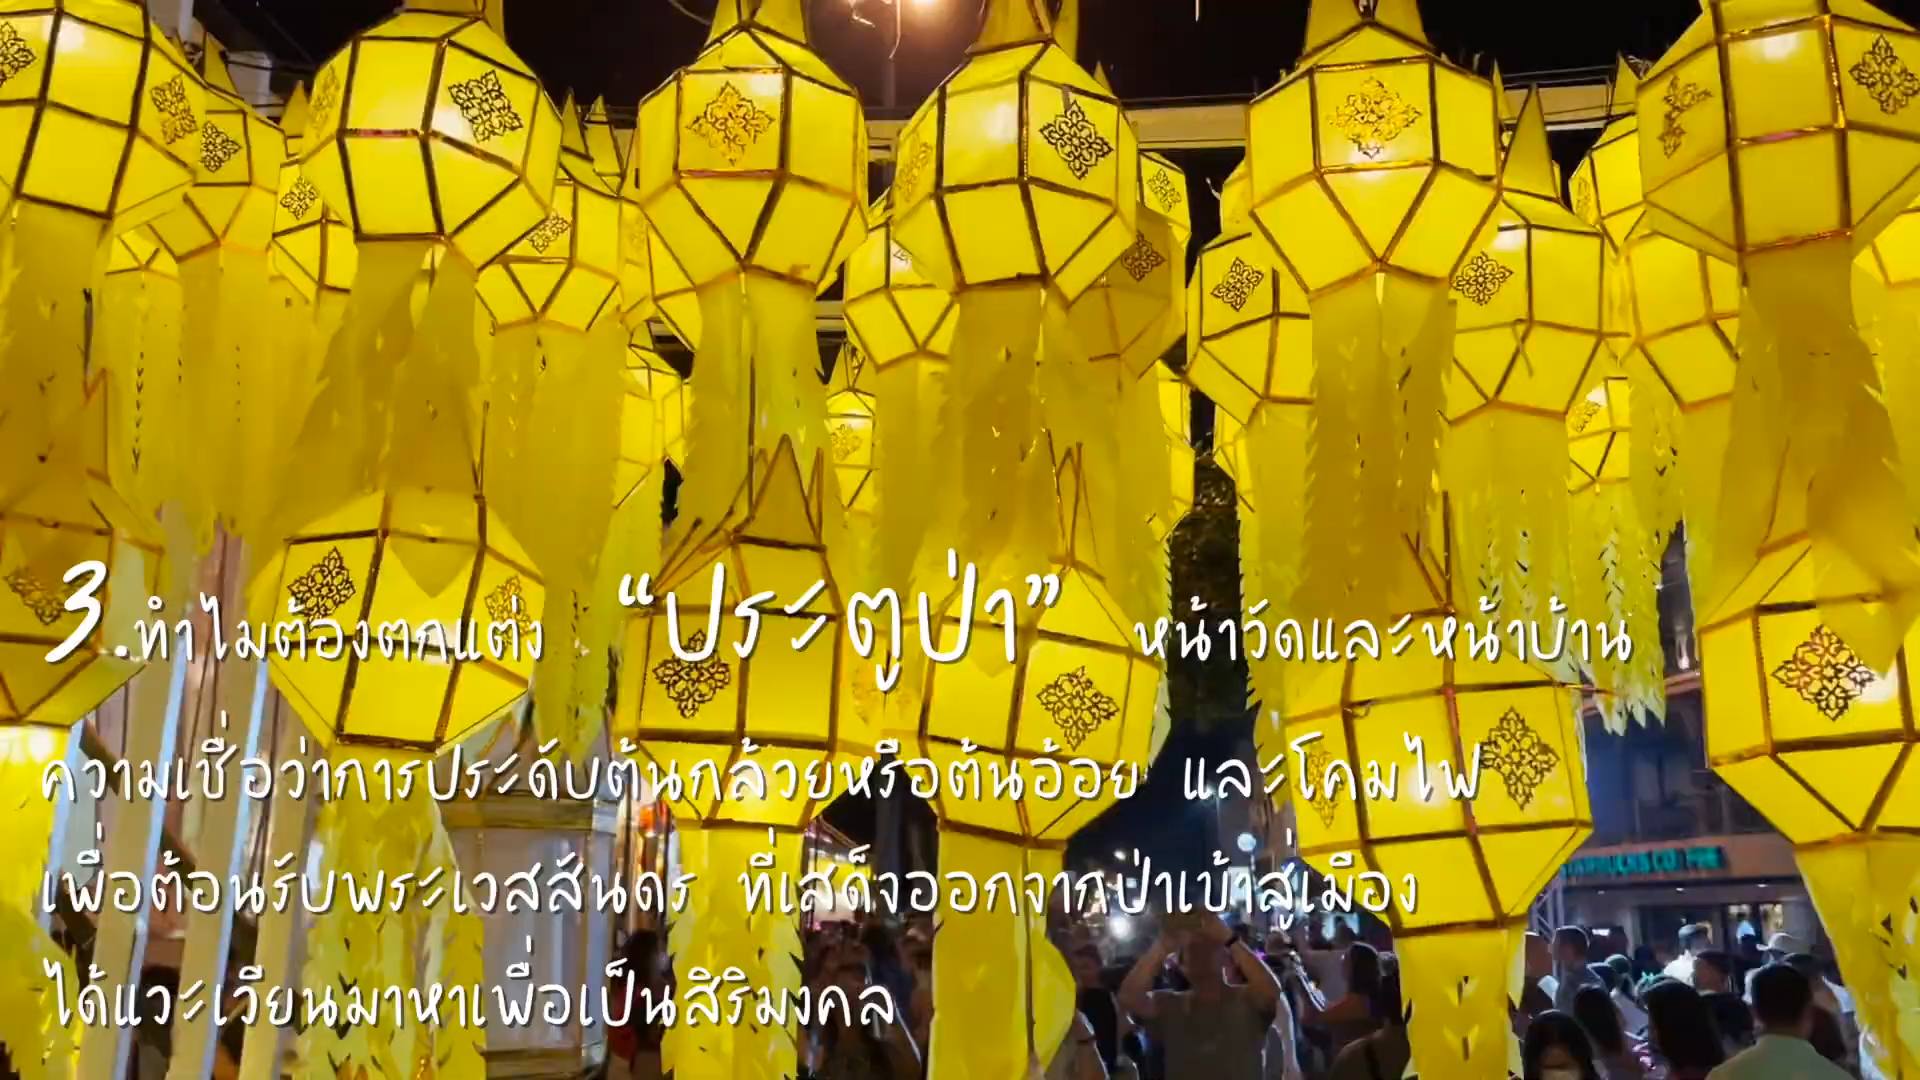 3.ทำไมต้องตกแต่ง “ประตูป่า” หน้าวัดและหน้าบ้าน
ความเชื่อว่าการประดับต้นกล้วยหรือต้นอ้อย และโคมไฟ
เพื่อต้อนรับพระเวสสันดร ที่เสด็จออกจากป่าเข้าสู่เมือง
ได้แวะเวียนมาหาเพื่อเป็นสิริมงคล